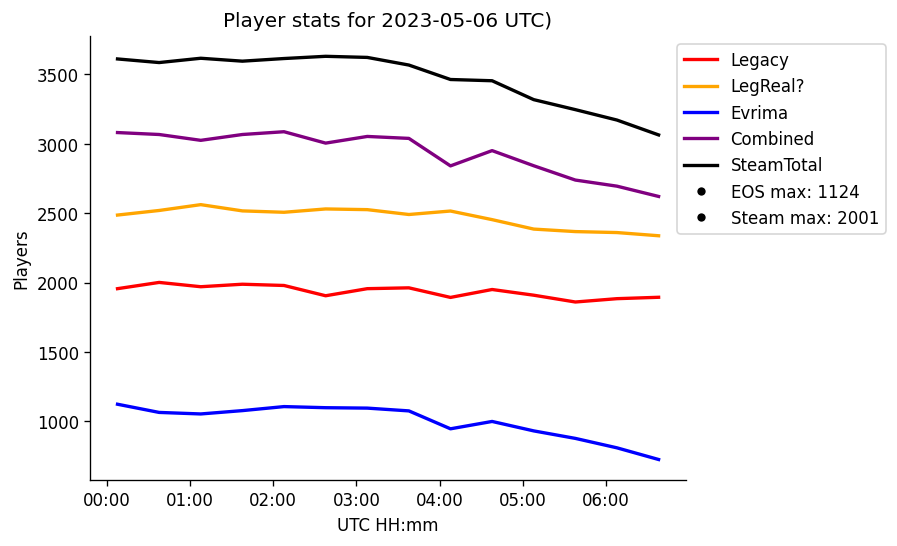 Player stats for 2023-05-06 UTC)
Players
3500
3000
2500
2000
1500
1000
00:00 01:00 02:00 03:00 04:00 05:00 06:00
UTC HH:mm
Legacy
LegReal?
Evrima
Combined
SteamTotal
EOS max: 1124
Steam max: 2001